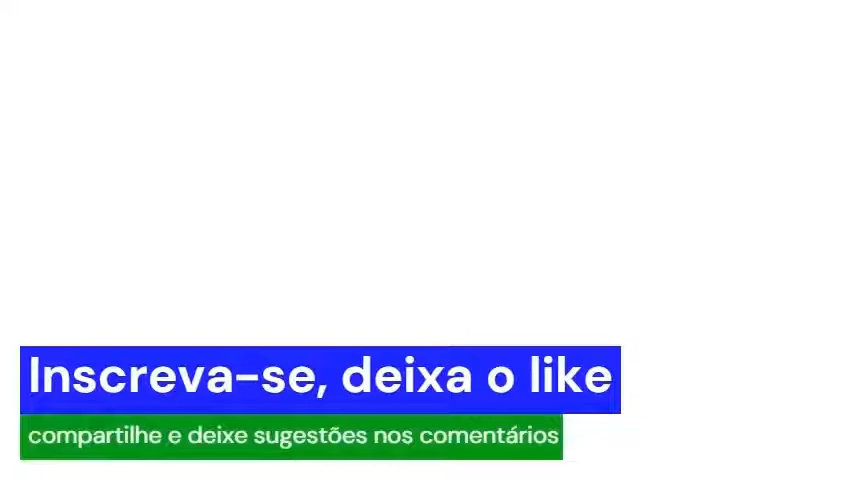 Inscreva-se, deixa o like
compartilhe e deixe sugestões nos comentários